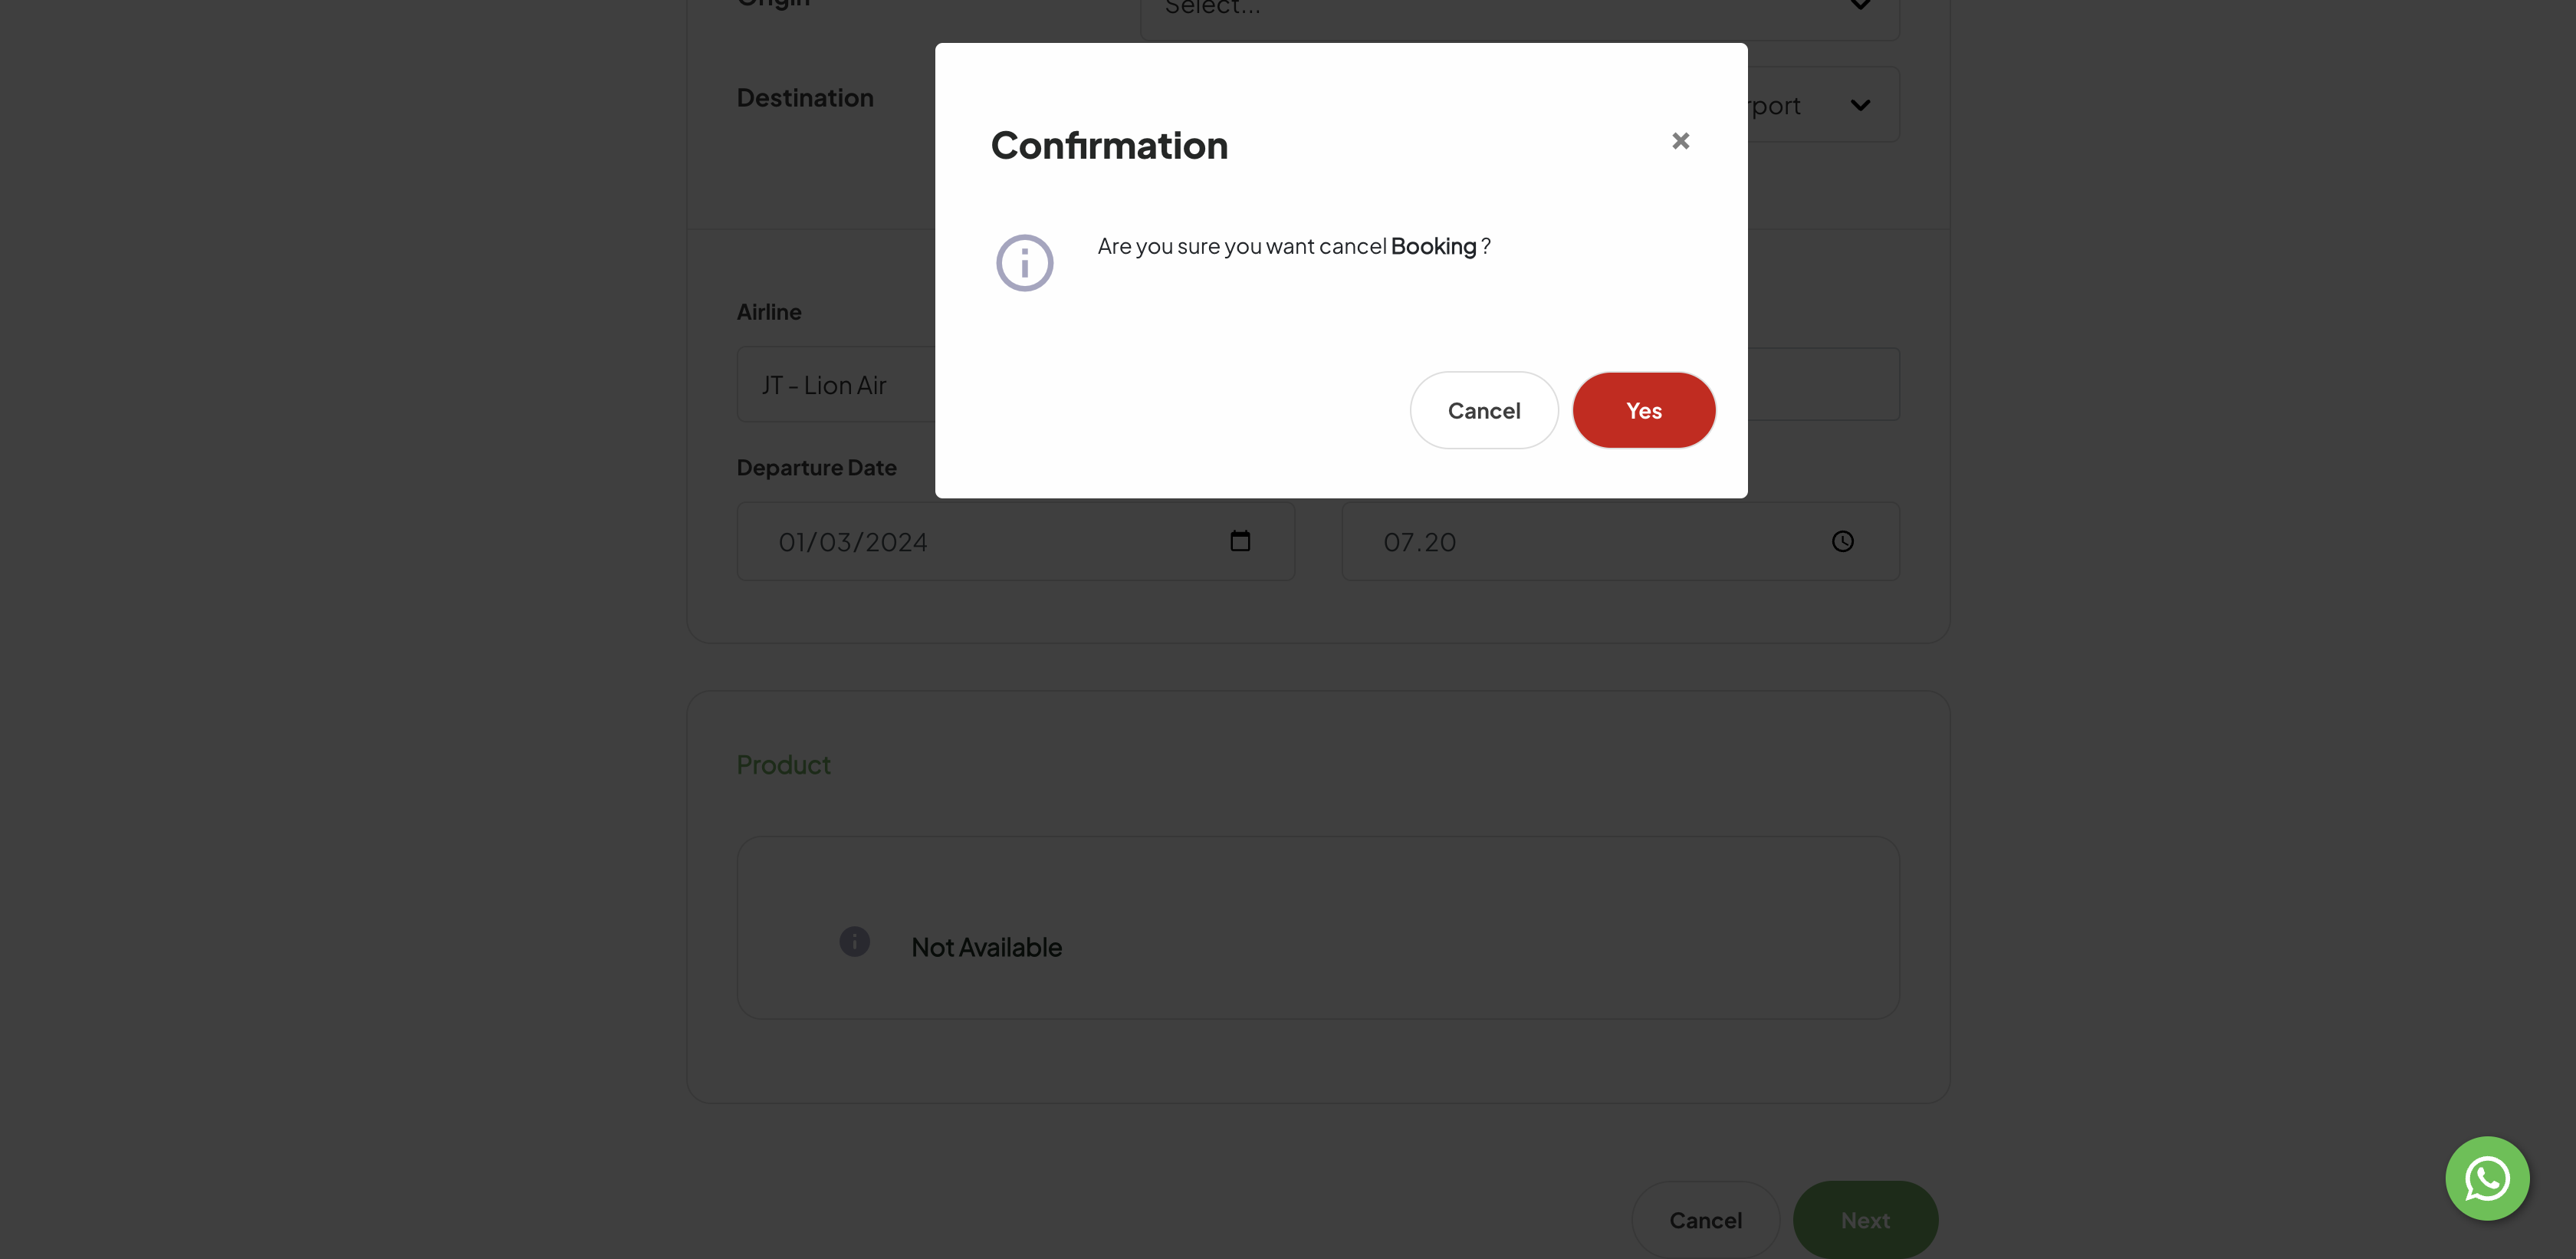 Origin
Select...
Destination
rport
Confirmation
Are you sure you want cancel Booking ?
Cancel
Yes
Airline
JT - Lion Air
Departure Date
01/03/2024
07.20
Product
Not Available
Cancel
Next